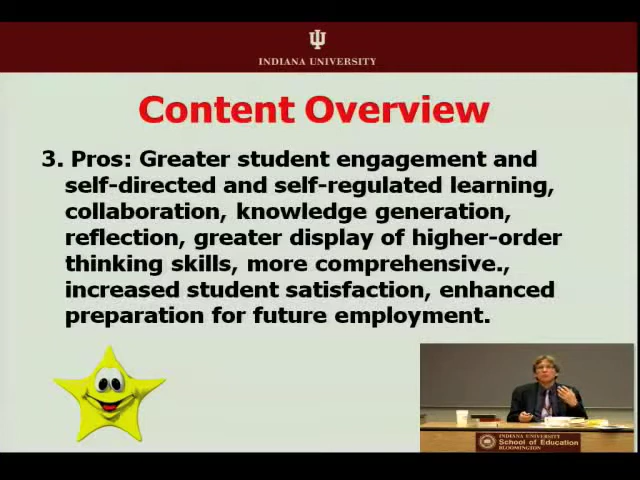 INDIANA UNIVERSITY
Content Overview
3. Pros: Greater student engagement and
self-directed and self-regulated learning,
collaboration, knowledge generation,
reflection, greater display of higher-order
thinking skills, more comprehensive.,
increased student satisfaction, enhanced
preparation for future employment.
INDIANA UNIVERSITY
School of Education
BLOOMINGTON